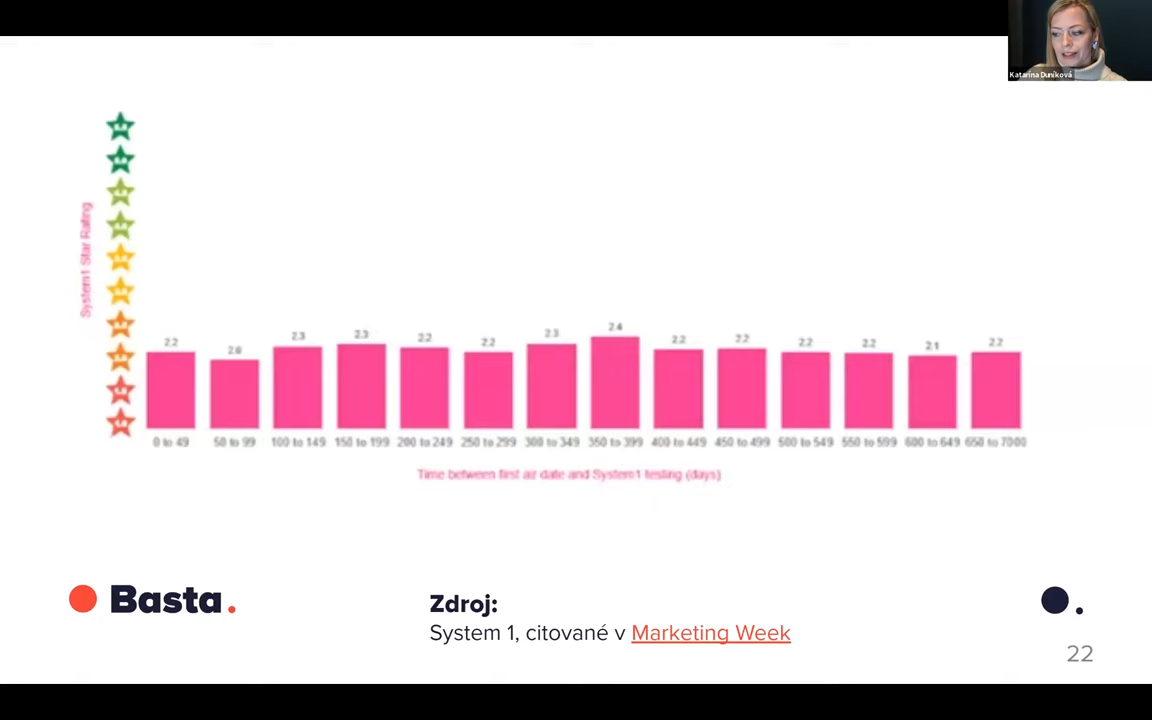 Katarína Duníková
System1 Star Rating
2.2
2.0
2.3
2.3
2.2
2.2
2.3
2.4
2.2
2.2
2.2
2.2
2.1
2.2
0 to 49
50 to 99
100 to 149
150 to 199
200 to 249
250 to 299
300 to 349
350 to 399
400 to 449
450 to 499
500 to 549
550 to 599
600 to 649
650 to 7000
Time between first air date and System1 testing (days)
Basta.
Zdroj:
System 1, citované v Marketing Week
22